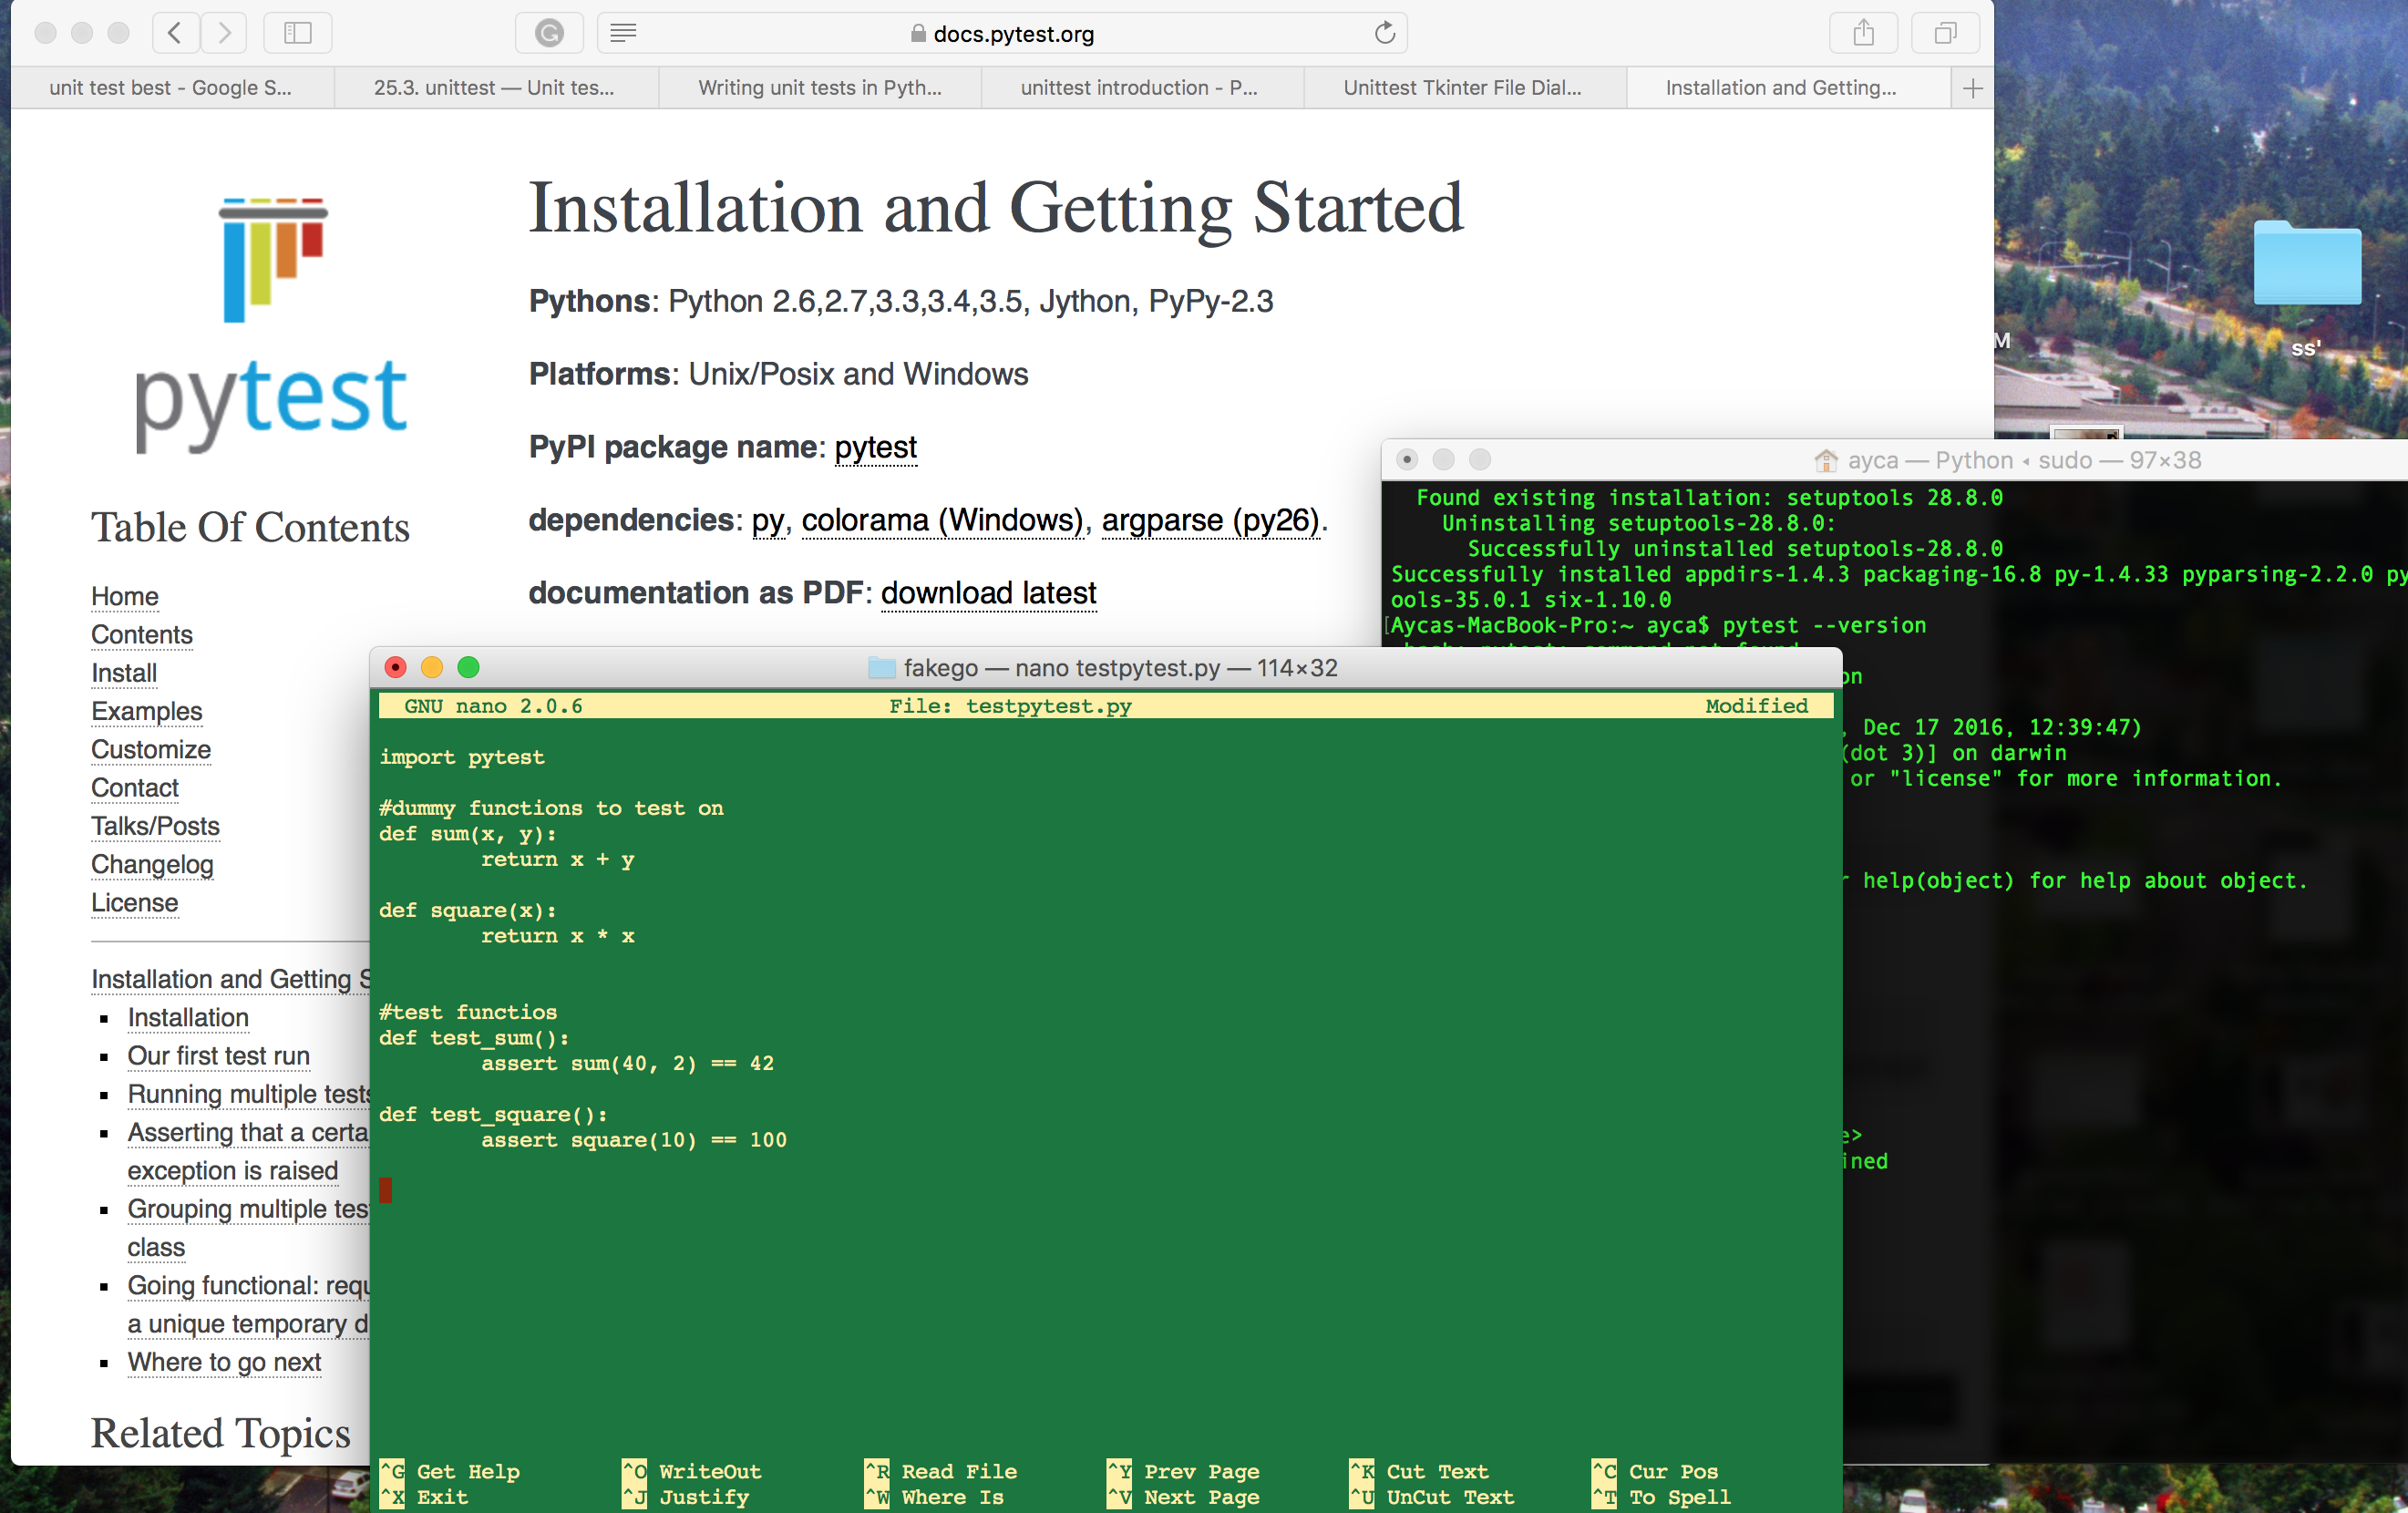 docs.pytest.org
unit test best - Google S...
25.3. unittest — Unit tes...
Writing unit tests in Pyth...
unittest introduction - P...
Unittest Tkinter File Dial...
Installation and Getting...
pytest
Table Of Contents
Home
Contents
Install
Examples
Customize
Contact
Talks/Posts
Changelog
License
Installation and Getting S
Installation
Our first test run
Running multiple tests
Asserting that a certa
exception is raised
Grouping multiple tes
class
Going functional: requ
a unique temporary d
Where to go next
Related Topics
Installation and Getting Started
Pythons: Python 2.6,2.7,3.3,3.4,3.5, Jython, PyPy-2.3
Platforms: Unix/Posix and Windows
PyPI package name: pytest
dependencies: py, colorama (Windows), argparse (py26).
documentation as PDF: download latest
M
ss'
ayca — Python ◂ sudo — 97×38
Found existing installation: setuptools 28.8.0
Uninstalling setuptools-28.8.0:
Successfully uninstalled setuptools-28.8.0
Successfully installed appdirs-1.4.3 packaging-16.8 py-1.4.33 pyparsing-2.2.0 py
ools-35.0.1 six-1.10.0
[Aycas-MacBook-Pro:~ ayca$ pytest --version
on
, Dec 17 2016, 12:39:47)
(dot 3)] on darwin
or "license" for more information.
r help(object) for help about object.
e>
ined
fakego — nano testpytest.py — 114×32
GNU nano 2.0.6 File: testpytest.py Modified
import pytest
#dummy functions to test on
def sum(x, y):
return x + y
def square(x):
return x * x
#test functios
def test_sum():
assert sum(40, 2) == 42
def test_square():
assert square(10) == 100
^G Get Help ^O WriteOut ^R Read File ^Y Prev Page ^K Cut Text ^C Cur Pos
^X Exit ^J Justify ^W Where Is ^V Next Page ^U UnCut Text ^T To Spell